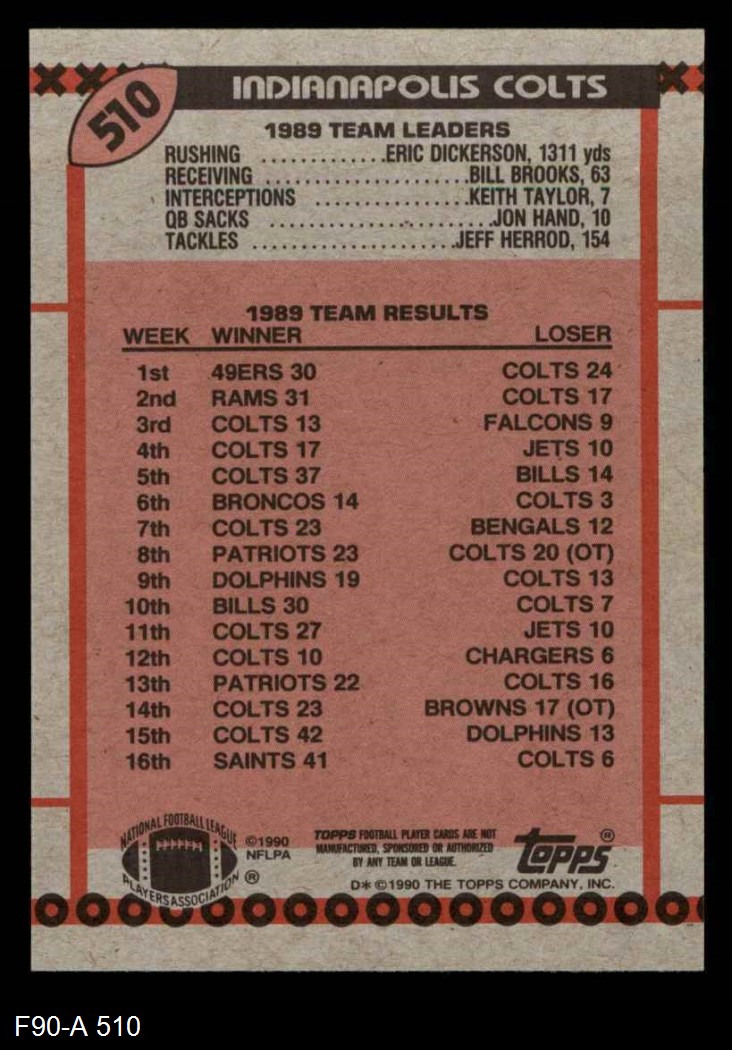 510
INDIANAPOLIS COLTS
1989 TEAM LEADERS
RUSHING .............ERIC DICKERSON, 1311 yds
RECEIVING ......................BILL BROOKS, 63
INTERCEPTIONS .................KEITH TAYLOR, 7
QB SACKS .........................JON HAND, 10
TACKLES ......................JEFF HERROD, 154
1989 TEAM RESULTS
WEEK WINNER LOSER
1st 49ERS 30 COLTS 24
2nd RAMS 31 COLTS 17
3rd COLTS 13 FALCONS 9
4th COLTS 17 JETS 10
5th COLTS 37 BILLS 14
6th BRONCOS 14 COLTS 3
7th COLTS 23 BENGALS 12
8th PATRIOTS 23 COLTS 20 (OT)
9th DOLPHINS 19 COLTS 13
10th BILLS 30 COLTS 7
11th COLTS 27 JETS 10
12th COLTS 10 CHARGERS 6
13th PATRIOTS 22 COLTS 16
14th COLTS 23 BROWNS 17 (OT)
15th COLTS 42 DOLPHINS 13
16th SAINTS 41 COLTS 6
NATIONAL FOOTBALL LEAGUE
PLAYERS ASSOCIATION ®
©1990
NFLPA
TOPPS FOOTBALL PLAYER CARDS ARE NOT
MANUFACTURED, SPONSORED OR AUTHORIZED
BY ANY TEAM OR LEAGUE.
TOPPS ®
D* © 1990 THE TOPPS COMPANY, INC.
F90-A 510